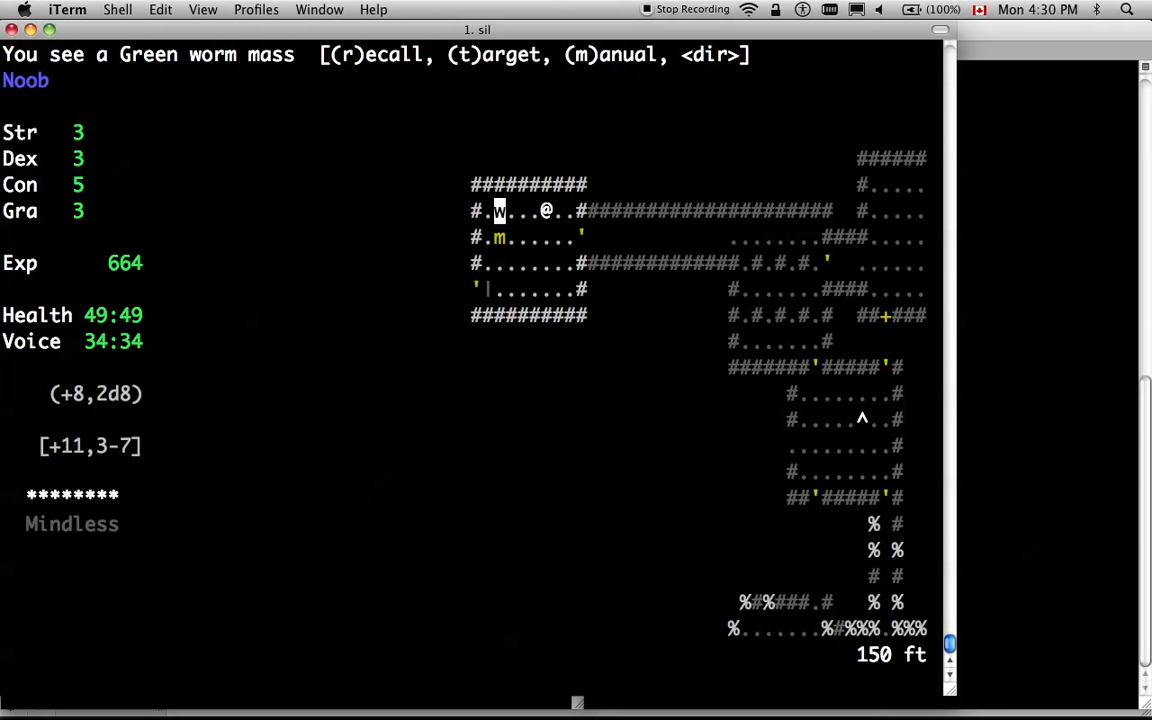 iTerm Shell Edit View Profiles Window Help Stop Recording (100%) Mon 4:30 PM
1. sil
You see a Green worm mass [(r)ecall, (t)arget, (m)anual, <dir>]
Noob
Str 3
######
Dex 3
########## #.....
Con 5
#.w...@..##################### #.....
Gra 3
#.m......' ........####.....
Exp 664
#........#############.#.#.#.' ......
'|.......# #.......####.....
Health 49:49
########## #.#.#.#.# ##+###
Voice 34:34
#.......#
#######'#####'#
(+8,2d8)
#........#
#.....^..#
[+11,3-7]
.........#
#........#
********
##'#####'#
Mindless
% #
% %
# #
%#%###.# % %
%.......%#%%%.%%%
150 ft